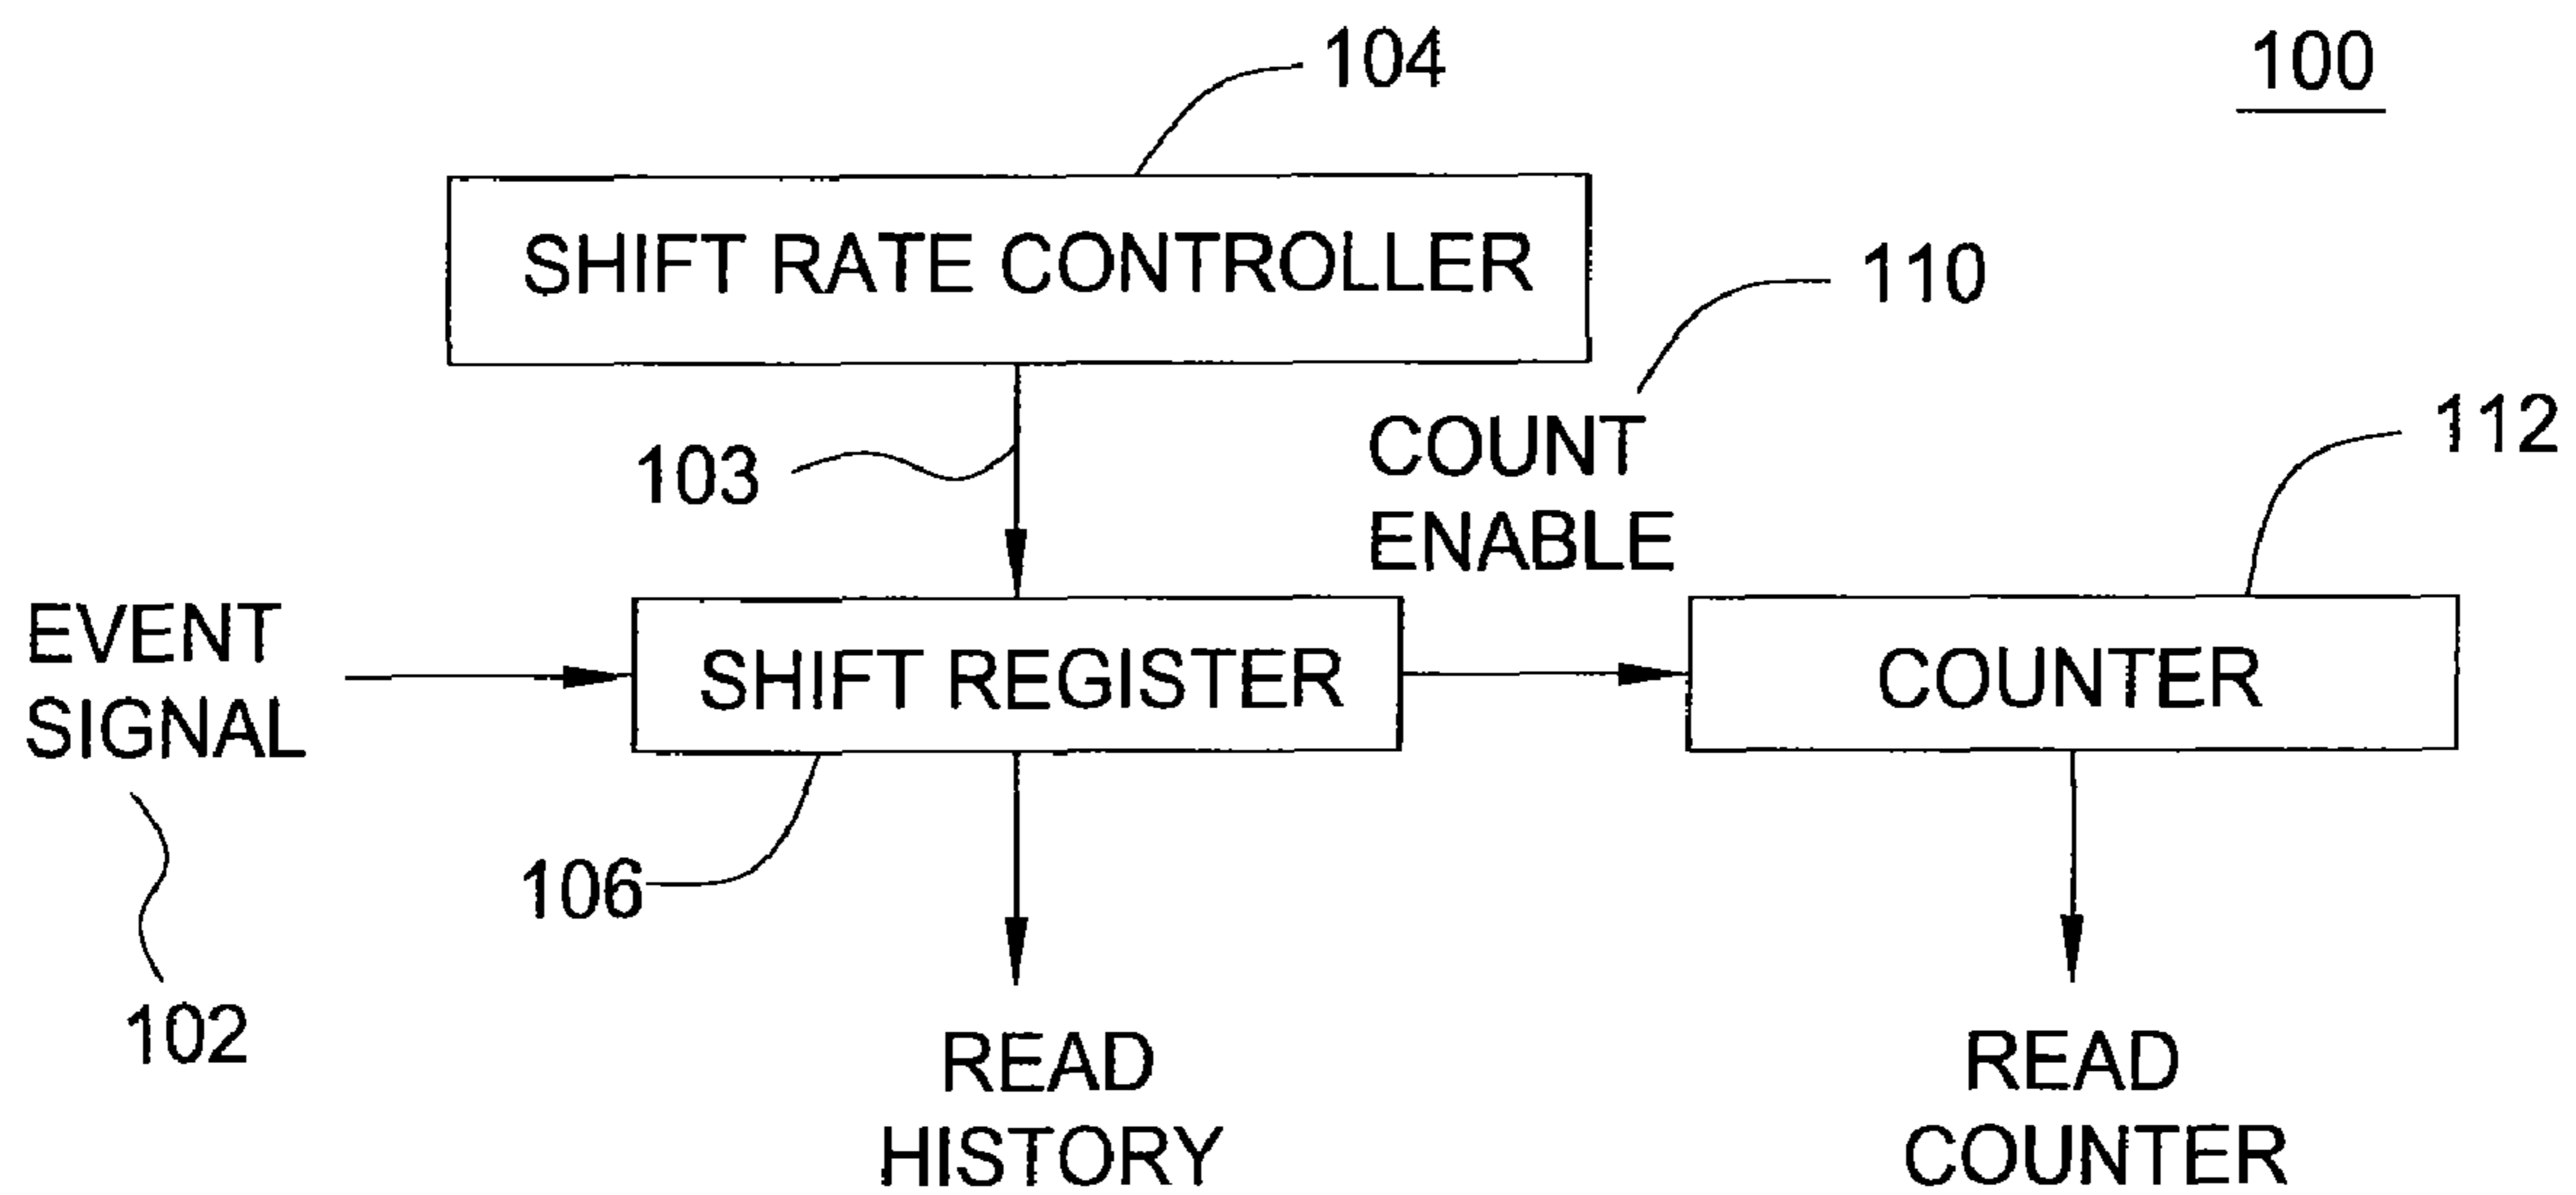 104
100
SHIFT RATE CONTROLLER
110
103
COUNT
ENABLE
112
EVENT
SIGNAL
SHIFT REGISTER
COUNTER
106
102
READ
HISTORY
READ
COUNTER